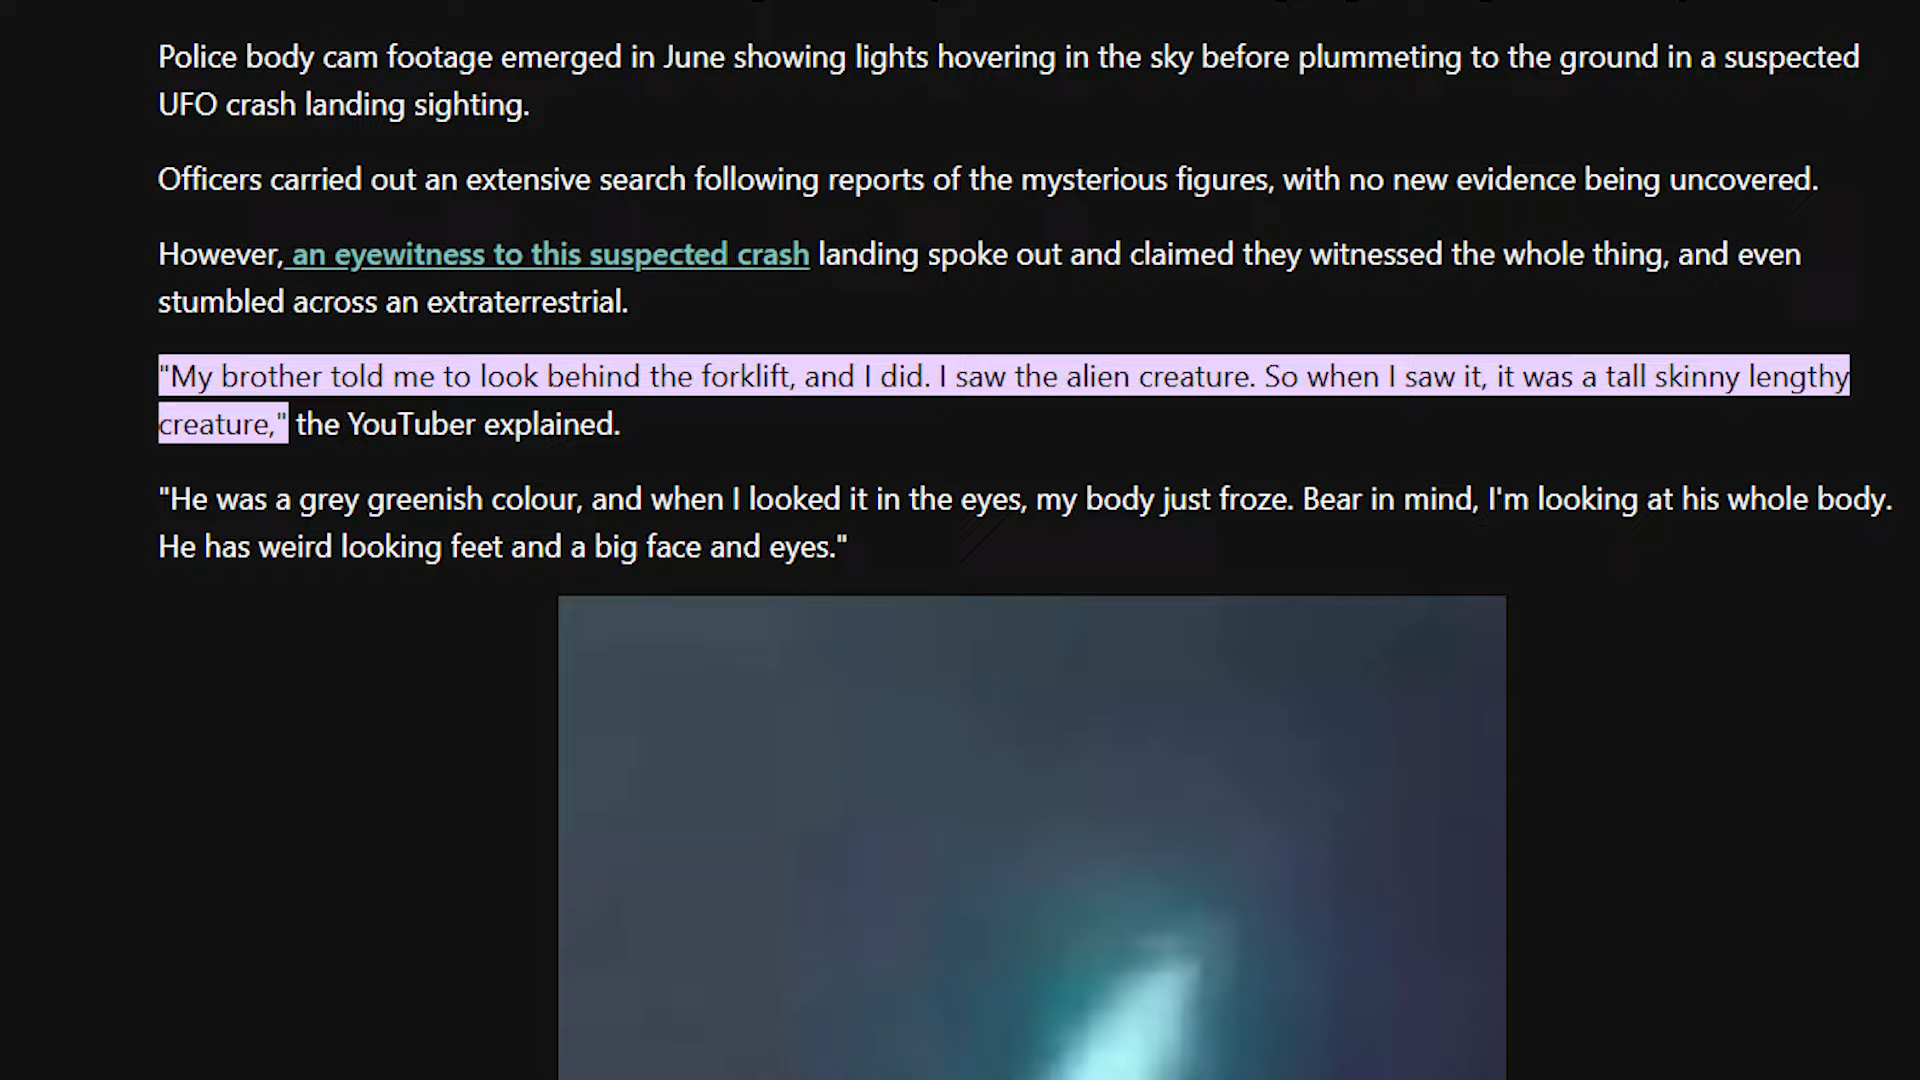 Police body cam footage emerged in June showing lights hovering in the sky before plummeting to the ground in a suspected
UFO crash landing sighting.
Officers carried out an extensive search following reports of the mysterious figures, with no new evidence being uncovered.
However, an eyewitness to this suspected crash landing spoke out and claimed they witnessed the whole thing, and even
stumbled across an extraterrestrial.
"My brother told me to look behind the forklift, and I did. I saw the alien creature. So when I saw it, it was a tall skinny lengthy
creature," the YouTuber explained.
"He was a grey greenish colour, and when I looked it in the eyes, my body just froze. Bear in mind, I'm looking at his whole body.
He has weird looking feet and a big face and eyes."